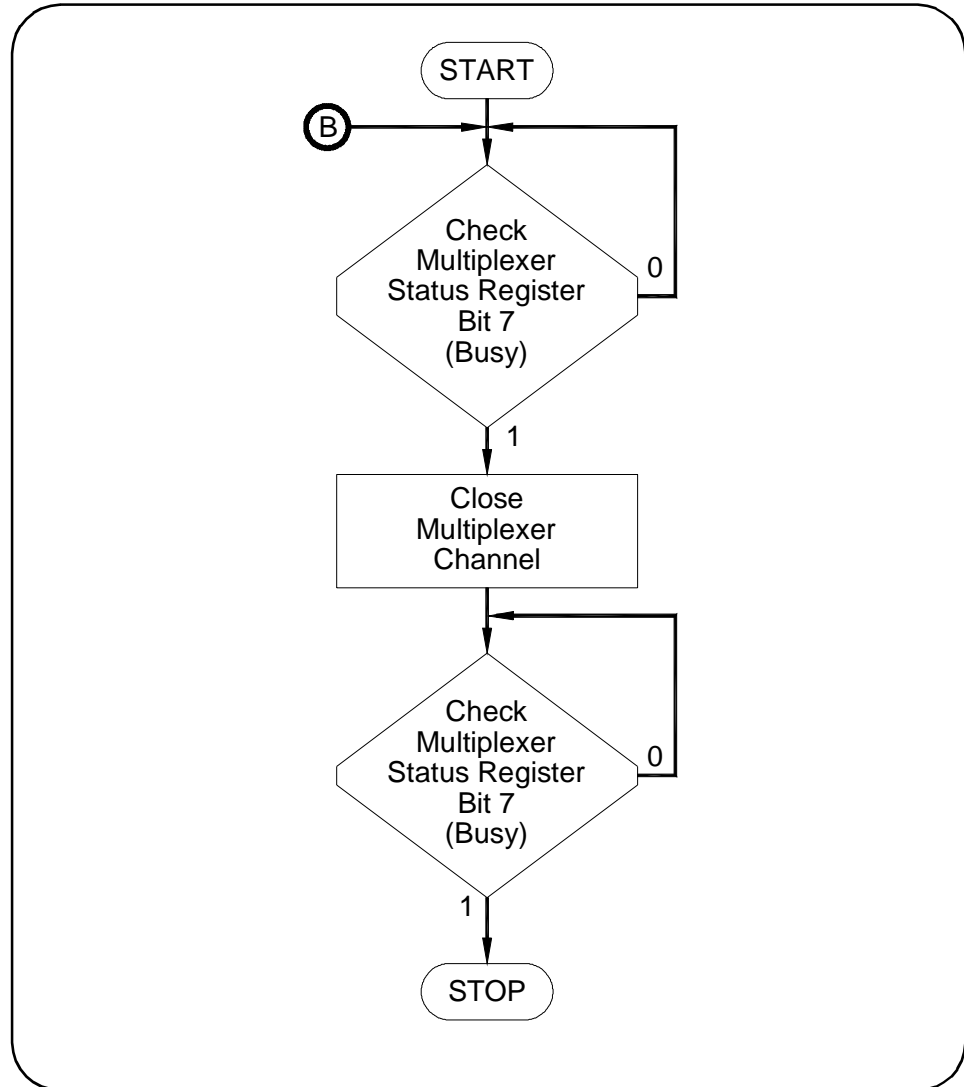 START
B
Check
Multiplexer
Status Register
Bit 7
(Busy)
0
1
Close
Multiplexer
Channel
Check
Multiplexer
Status Register
Bit 7
(Busy)
0
1
STOP